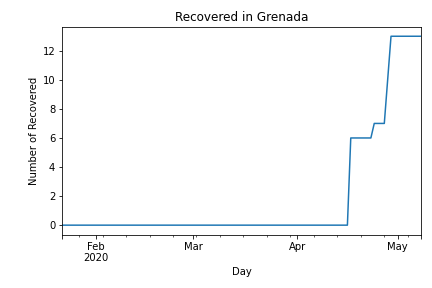 Recovered in Grenada
Number of Recovered
12
10
8
6
4
2
0
Feb
2020
Mar
Apr
May
Day